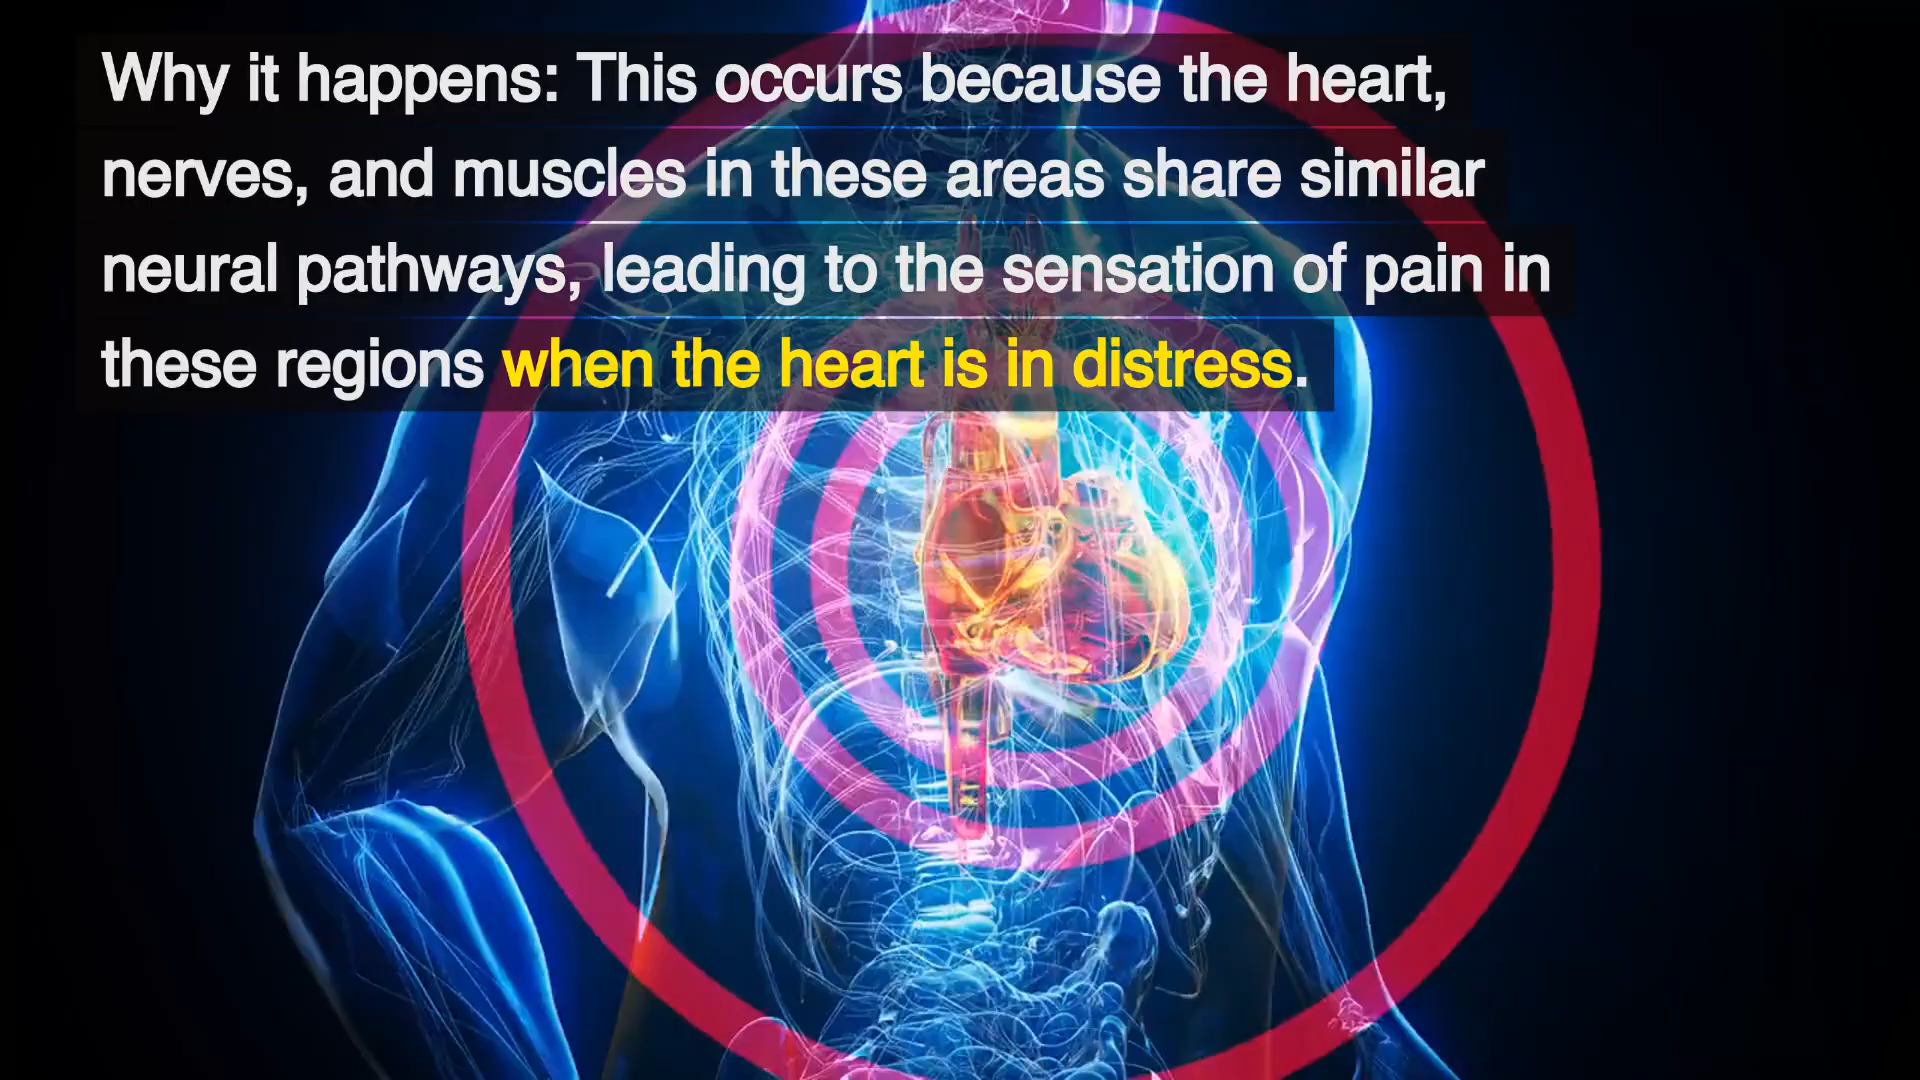 Why it happens: This occurs because the heart,
nerves, and muscles in these areas share similar
neural pathways, leading to the sensation of pain in
these regions when the heart is in distress.